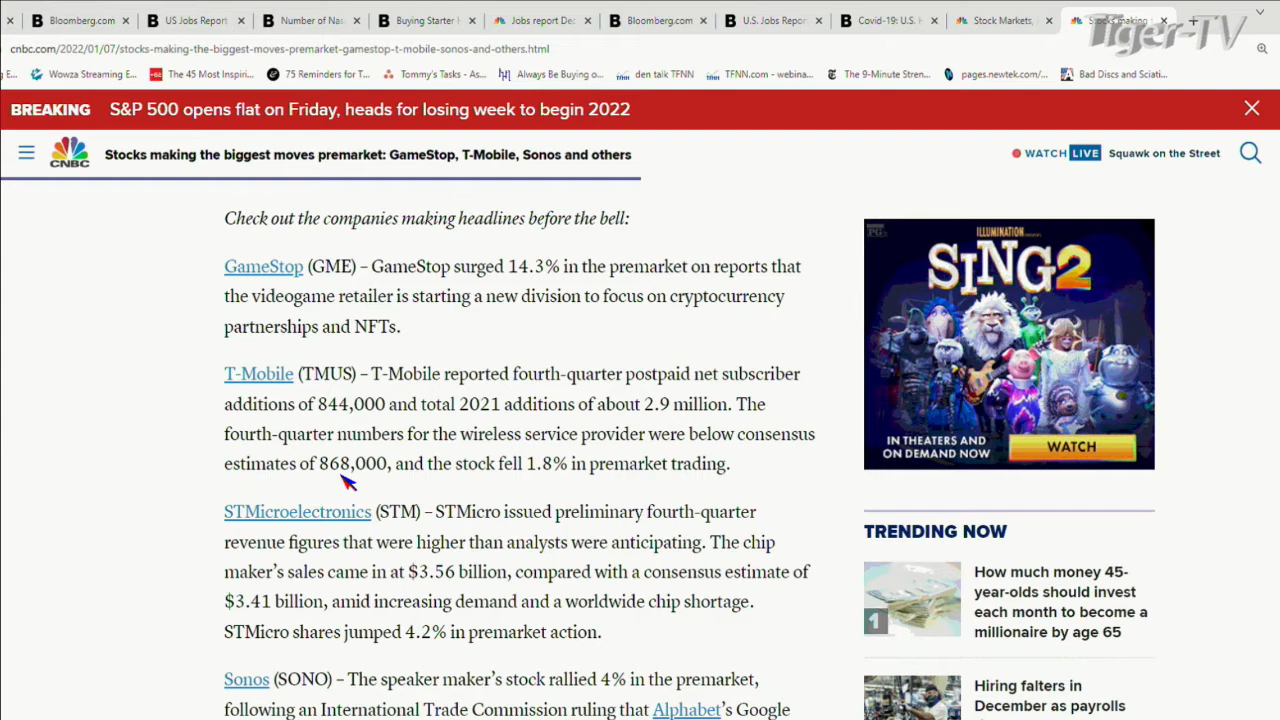 Bloomberg.com
US Jobs Report
Number of Na
Buying Starter H
Jobs report De
Bloomberg.com
U.S. Jobs Repo
Covid-19: U.S. H
Stock Markets,
Stocks making
Tiger-TV
cnbc.com/2022/01/07/stocks-making-the-biggest-moves-premarket-gamestop-t-mobile-sonos-and-others.html
g E...
Wowza Streaming E...
The 45 Most Inspiri...
75 Reminders for T...
Tommy's Tasks - As...
Always Be Buying o...
den talk TFNN
TFNN.com - webina...
The 9-Minute Stren...
pages.newtek.com/...
Bad Discs and Sciati...
BREAKING S&P 500 opens flat on Friday, heads for losing week to begin 2022
CNBC
Stocks making the biggest moves premarket: GameStop, T-Mobile, Sonos and others
WATCH LIVE Squawk on the Street
Check out the companies making headlines before the bell:
GameStop (GME) – GameStop surged 14.3% in the premarket on reports that
the videogame retailer is starting a new division to focus on cryptocurrency
partnerships and NFTs.
T-Mobile (TMUS) – T-Mobile reported fourth-quarter postpaid net subscriber
additions of 844,000 and total 2021 additions of about 2.9 million. The
fourth-quarter numbers for the wireless service provider were below consensus
estimates of 868,000, and the stock fell 1.8% in premarket trading.
STMicroelectronics (STM) – STMicro issued preliminary fourth-quarter
revenue figures that were higher than analysts were anticipating. The chip
maker's sales came in at $3.56 billion, compared with a consensus estimate of
$3.41 billion, amid increasing demand and a worldwide chip shortage.
STMicro shares jumped 4.2% in premarket action.
Sonos (SONO) – The speaker maker's stock rallied 4% in the premarket,
following an International Trade Commission ruling that Alphabet's Google
PG
ILLUMINATION
SING2
IN THEATERS AND
ON DEMAND NOW
WATCH
TRENDING NOW
1
How much money 45-
year-olds should invest
each month to become a
millionaire by age 65
Hiring falters in
December as payrolls